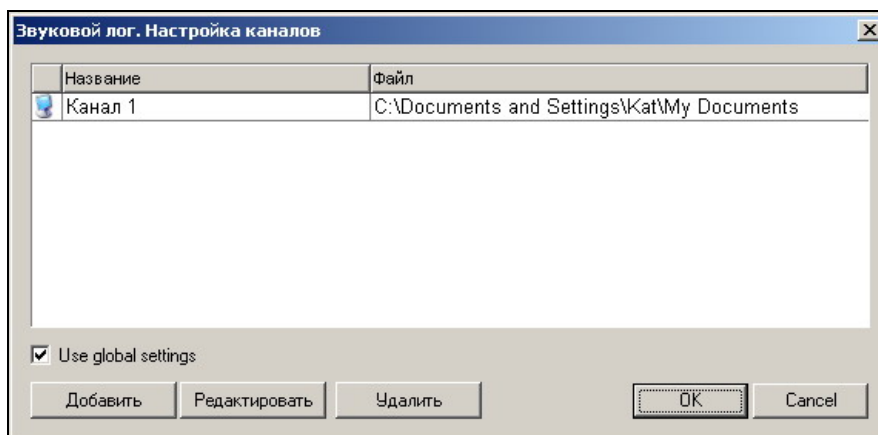 Звуковой лог. Настройка каналов
Название Файл
Канал 1 C:\Documents and Settings\Kat\My Documents
Use global settings
Добавить Редактировать Удалить OK Cancel